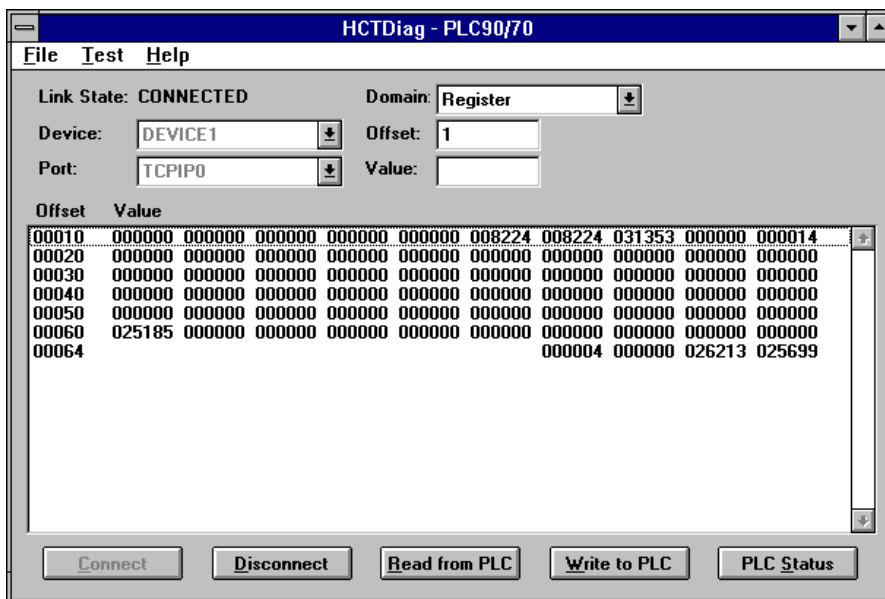 HCTDiag - PLC90/70
File Test Help
Link State: CONNECTED Domain: Register
Device: DEVICE1 Offset: 1
Port: TCPIP0 Value:
Offset Value
00010 000000 000000 000000 000000 000000 008224 008224 031353 000000 000014
00020 000000 000000 000000 000000 000000 000000 000000 000000 000000 000000
00030 000000 000000 000000 000000 000000 000000 000000 000000 000000 000000
00040 000000 000000 000000 000000 000000 000000 000000 000000 000000 000000
00050 000000 000000 000000 000000 000000 000000 000000 000000 000000 000000
00060 025185 000000 000000 000000 000000 000000 000000 000000 000000 000000
00064 000004 000000 026213 025699
Connect Disconnect Read from PLC Write to PLC PLC Status